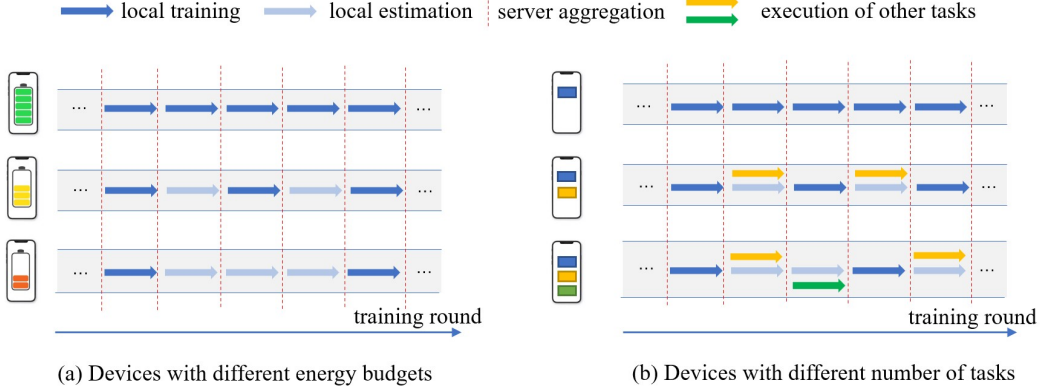 local training local estimation server aggregation execution of other tasks
... ...
... ...
... ...
training round
(a) Devices with different energy budgets
... ...
... ...
... ...
training round
(b) Devices with different number of tasks